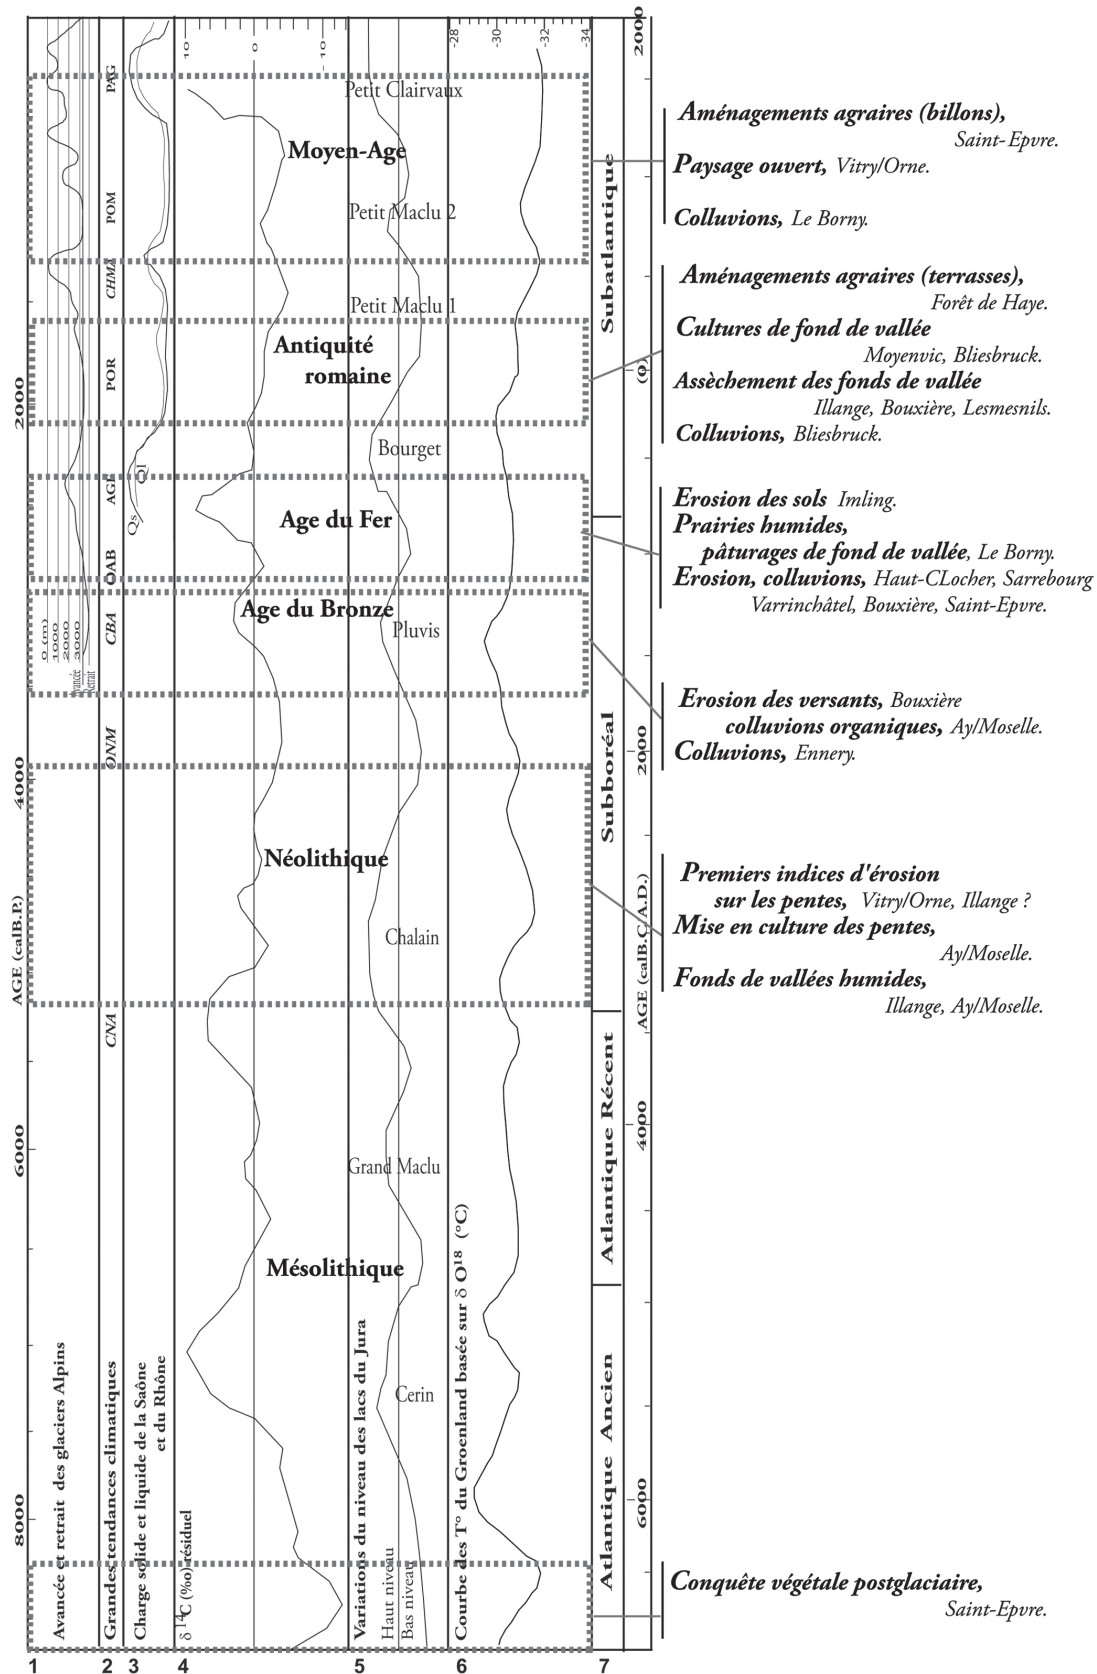 10
0
-10
-28
-30
-32
-34
2000
PAG
POM
CHMA
POR
AGF
OAB
CBA
ONM
CNA
Qs
Ql
0 (m)
1000
2000
3000
Avancée
Retrait
2000
4000
AGE (calB.P.)
6000
8000
Petit Clairvaux
Moyen-Age
Petit Maclu 2
Petit Maclu 1
Antiquité
romaine
Bourget
Age du Fer
Age du Bronze
Pluvis
Néolithique
Chalain
Grand Maclu
Mésolithique
Cerin
Avancée et retrait des glaciers Alpins
Grandes tendances climatiques
Charge solide et liquide de la Saône
et du Rhône
δ 14C (%o) résiduel
Variations du niveau des lacs du Jura
Haut niveau
Bas niveau
Courbe des T° du Groenland basée sur δ O18 (°C)
Subatlantique
Subboréal
Atlantique Récent
Atlantique Ancien
(0)
2000
AGE (calB.C.A.D.)
4000
6000
Aménagements agraires (billons),
Saint-Epvre.
Paysage ouvert, Vitry/Orne.
Colluvions, Le Borny.
Aménagements agraires (terrasses),
Forêt de Haye.
Cultures de fond de vallée
Moyenvic, Bliesbruck.
Assèchement des fonds de vallée
Illange, Bouxière, Lesmesnils.
Colluvions, Bliesbruck.
Erosion des sols Imling.
Prairies humides,
pâturages de fond de vallée, Le Borny.
Erosion, colluvions, Haut-CLocher, Sarrebourg
Varrinchâtel, Bouxière, Saint-Epvre.
Erosion des versants, Bouxière
colluvions organiques, Ay/Moselle.
Colluvions, Ennery.
Premiers indices d'érosion
sur les pentes, Vitry/Orne, Illange ?
Mise en culture des pentes,
Ay/Moselle.
Fonds de vallées humides,
Illange, Ay/Moselle.
Conquête végétale postglaciaire,
Saint-Epvre.
1 2 3 4 5 6 7